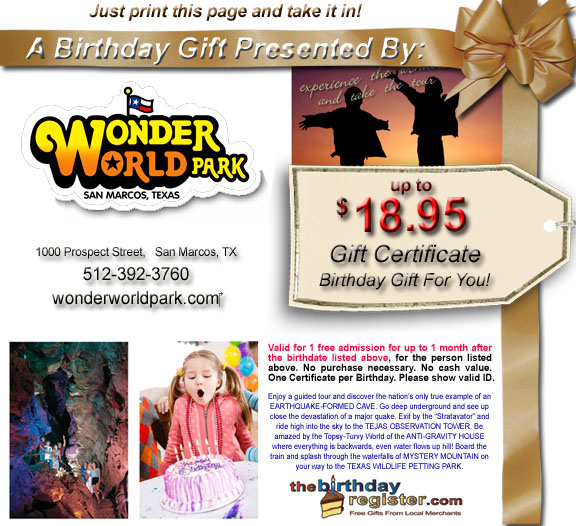 Just print this page and take it in!
A Birthday Gift Presented By:
experience the wonder
and take the tour
WONDER
WORLD PARK
SAN MARCOS, TEXAS
up to
$18.95
Gift Certificate
Birthday Gift For You!
1000 Prospect Street, San Marcos, TX
512-392-3760
wonderworldpark.com
Valid for 1 free admission for up to 1 month after
the birthdate listed above, for the person listed
above. No purchase necessary. No cash value.
One Certificate per Birthday. Please show valid ID.
Enjoy a guided tour and discover the nation's only true example of an
EARTHQUAKE-FORMED CAVE. Go deep underground and see up
close the devastation of a major quake. Exit by the "Stratavator" and
ride high into the sky to the TEJAS OBSERVATION TOWER. Be
amazed by the Topsy-Turvy World of the ANTI-GRAVITY HOUSE
where everything is backwards, even water flows up hill! Board the
train and splash through the waterfalls of MYSTERY MOUNTAIN on
your way to the TEXAS WILDLIFE PETTING PARK.
thebirthday
register.com
Free Gifts From Local Merchants